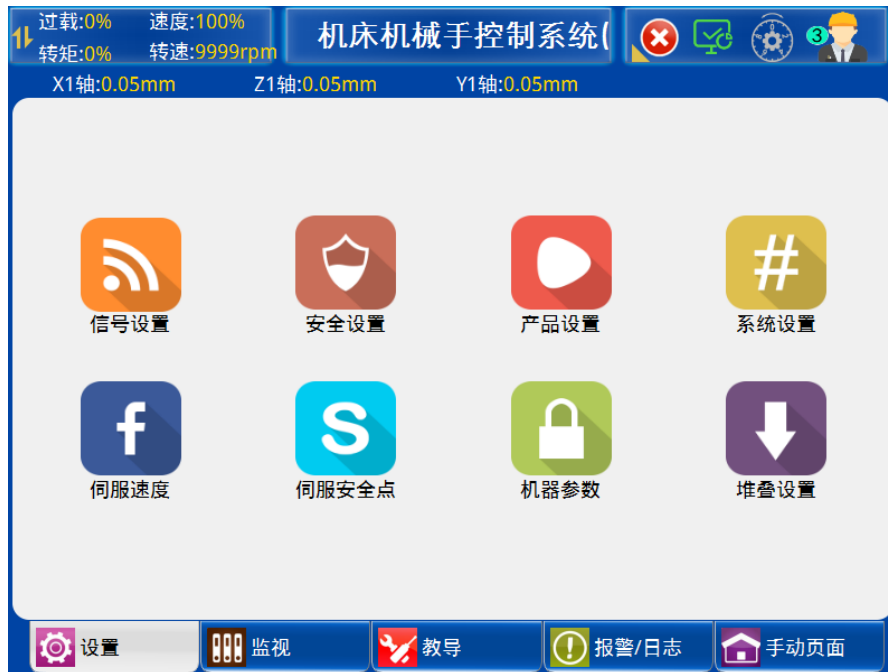 过载:0% 速度:100%
转矩:0% 转速:9999rpm
机床机械手控制系统(
3
X1轴:0.05mm Z1轴:0.05mm Y1轴:0.05mm
信号设置 安全设置 产品设置 系统设置
伺服速度 伺服安全点 机器参数 堆叠设置
设置 监视 教导 报警/日志 手动页面